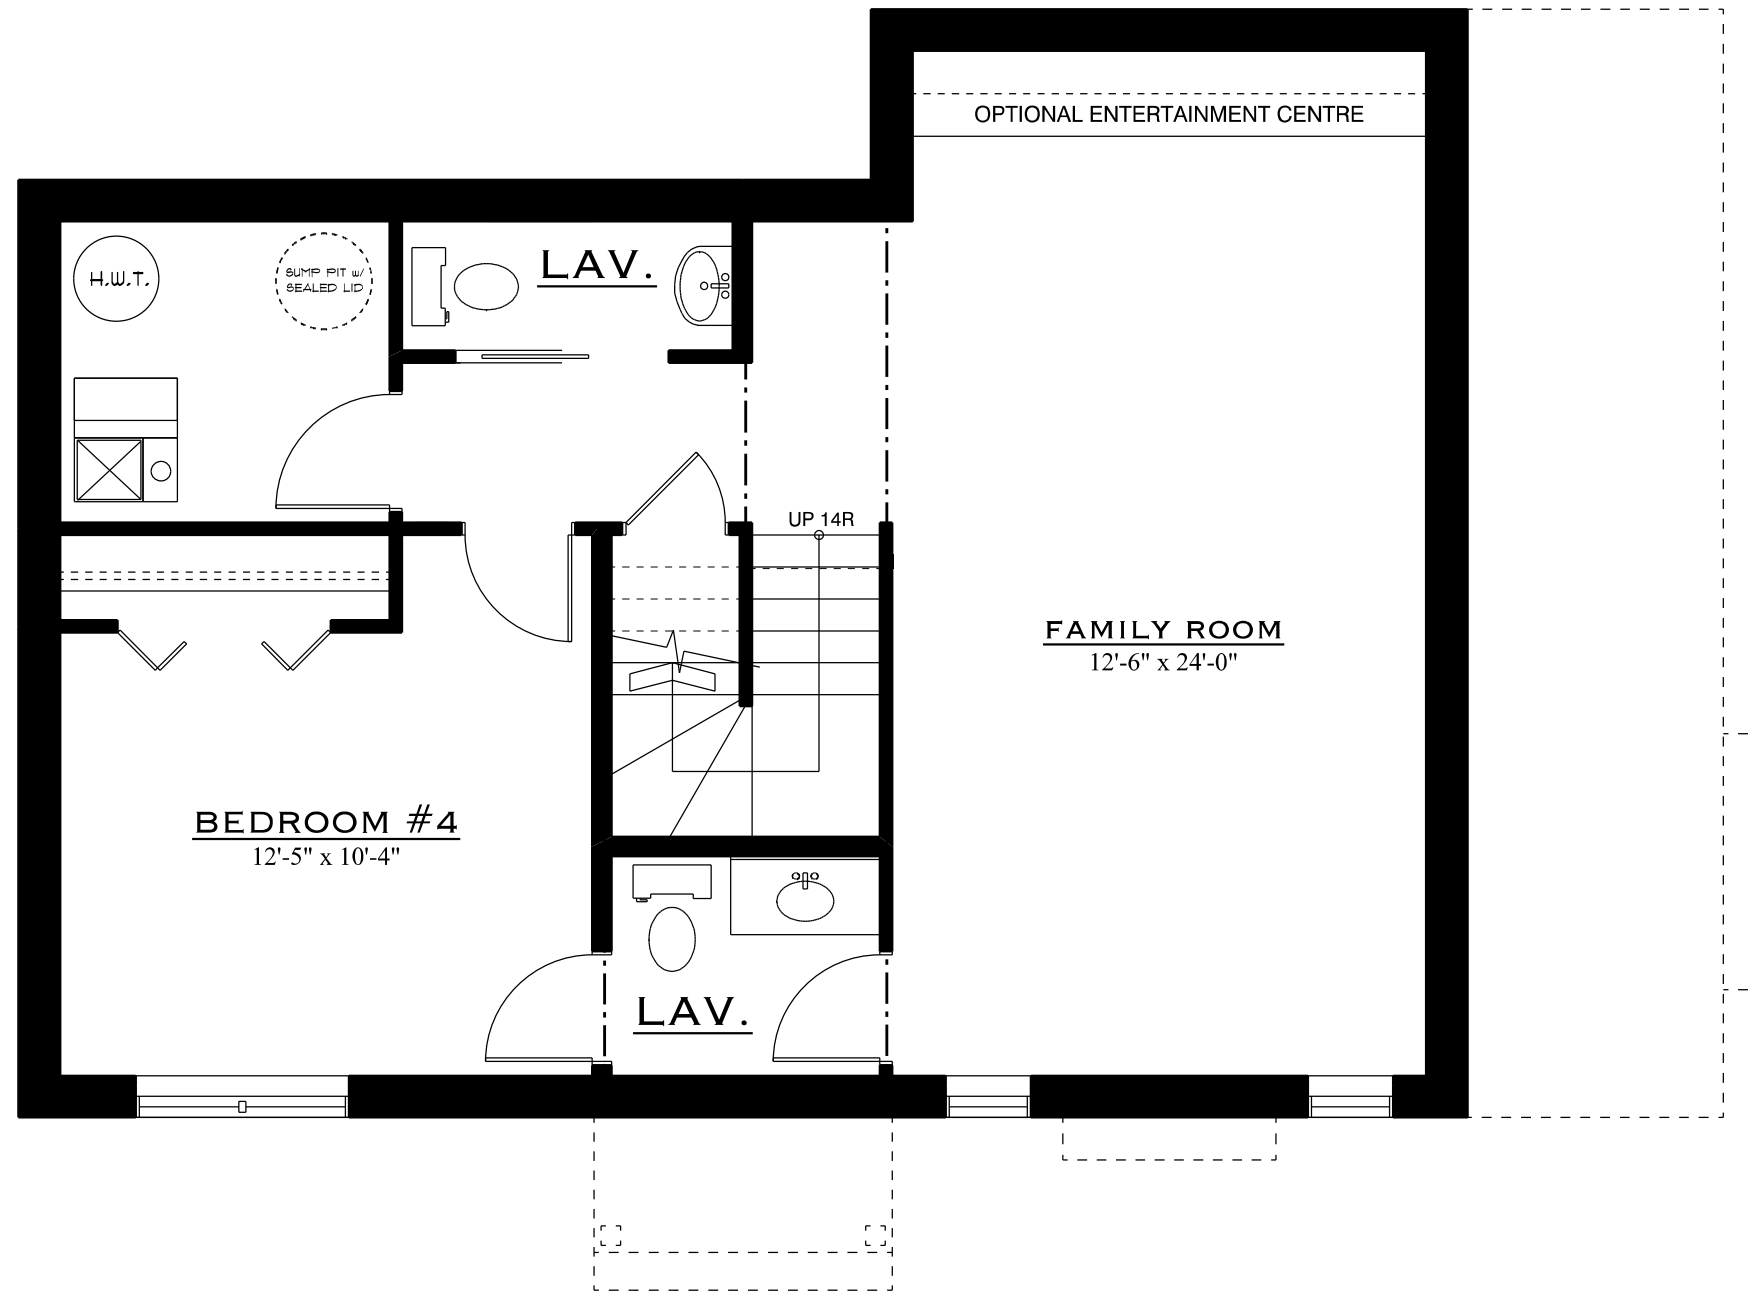 OPTIONAL ENTERTAINMENT CENTRE
H.W.T.
SUMP PIT w/
SEALED LID
LAV.
UP 14R
FAMILY ROOM
12'-6" x 24'-0"
BEDROOM #4
12'-5" x 10'-4"
LAV.